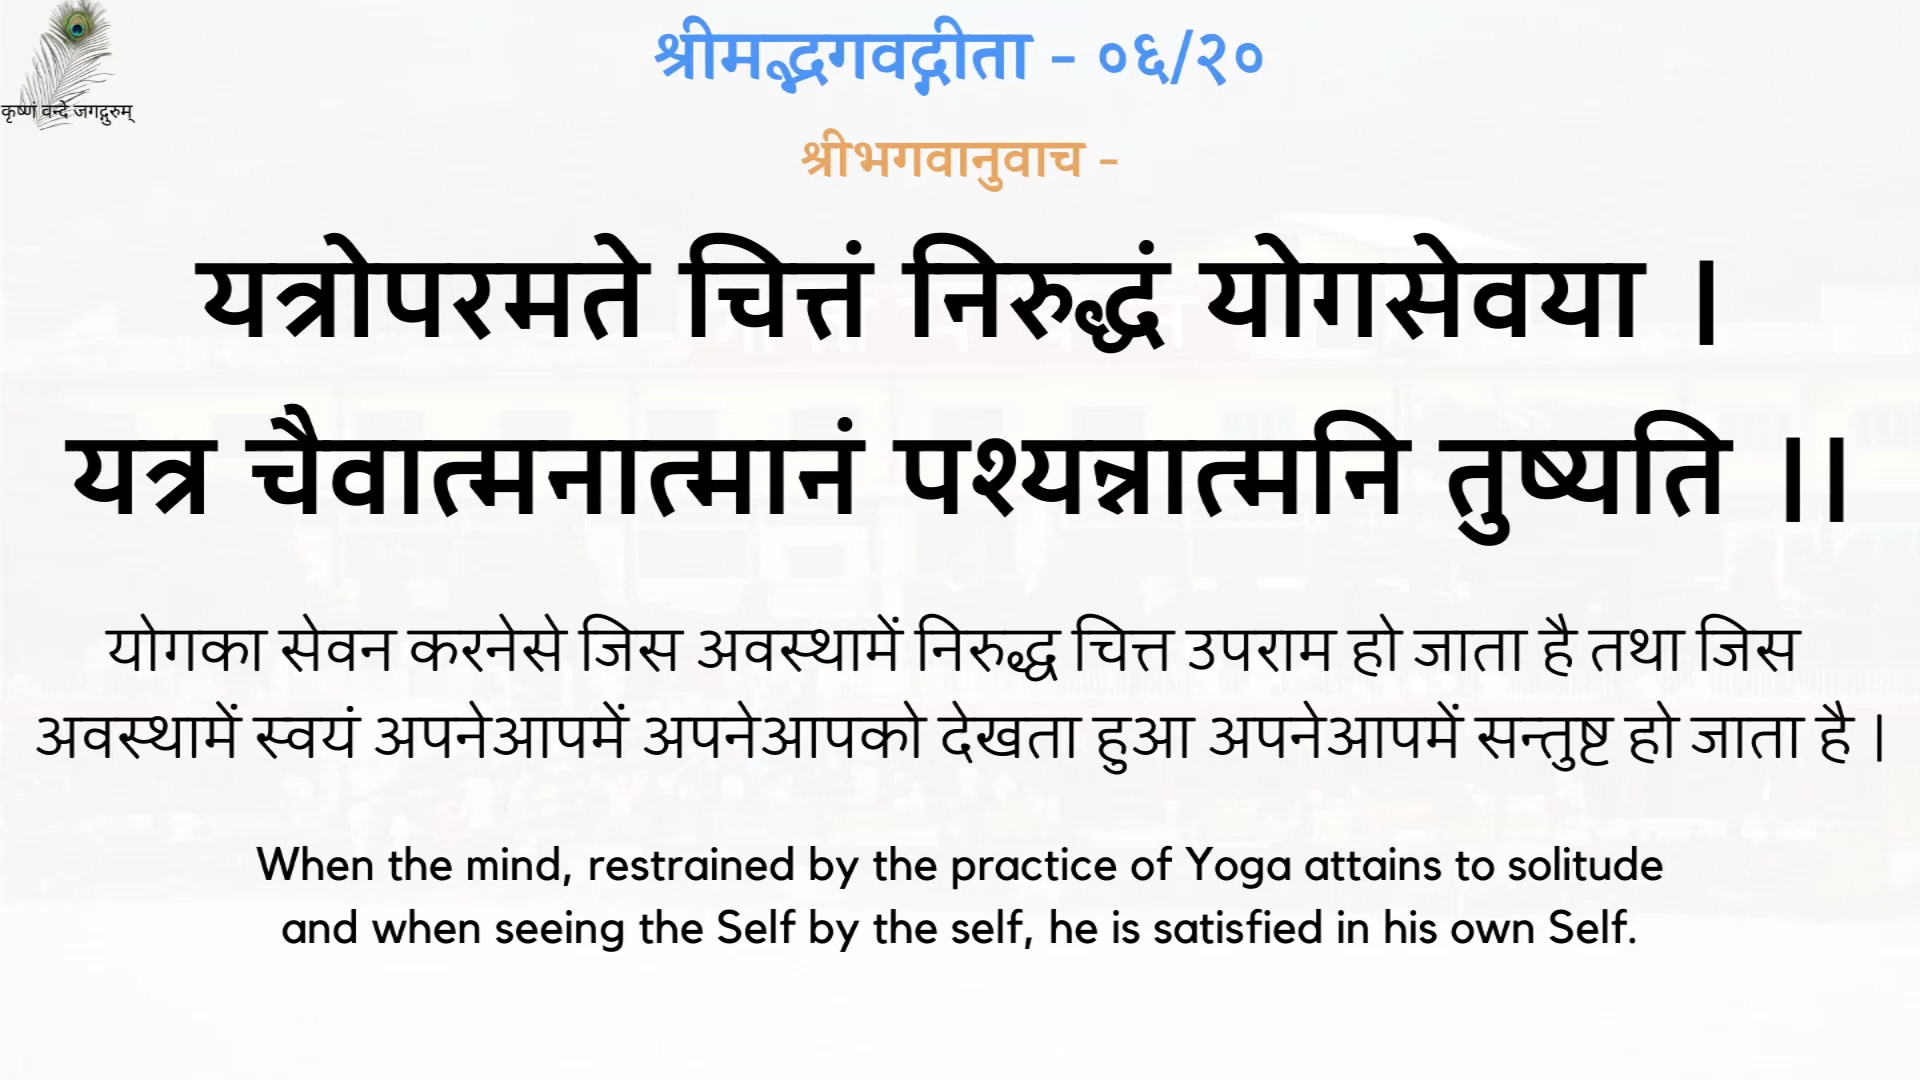 श्रीमद्भगवद्गीता - ०६/२०
कृष्णं वन्दे जगद्गुरुम्
श्रीभगवानुवाच -
यत्रोपरमते चित्तं निरुद्धं योगसेवया ।
यत्र चैवात्मनात्मानं पश्यन्नात्मनि तुष्यति ।।
योगका सेवन करनेसे जिस अवस्थामें निरुद्ध चित्त उपराम हो जाता है तथा जिस
अवस्थामें स्वयं अपनेआपमें अपनेआपको देखता हुआ अपनेआपमें सन्तुष्ट हो जाता है ।
When the mind, restrained by the practice of Yoga attains to solitude
and when seeing the Self by the self, he is satisfied in his own Self.